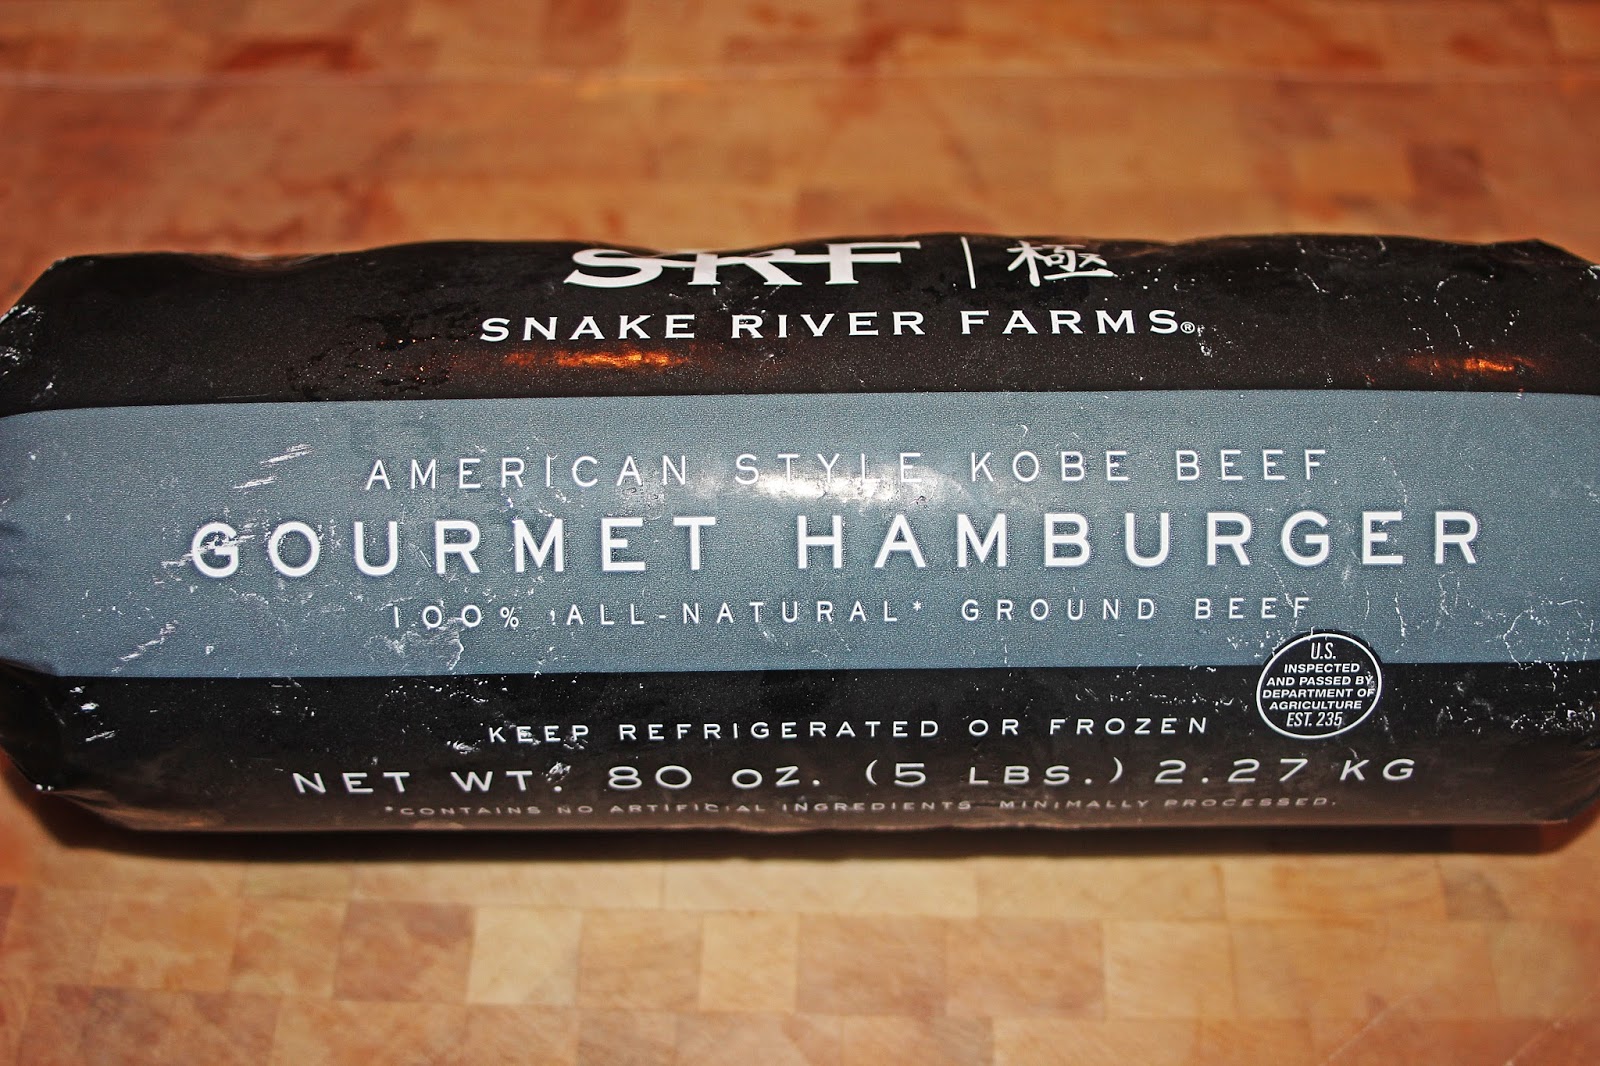 SRF | 極
SNAKE RIVER FARMS®
AMERICAN STYLE KOBE BEEF
GOURMET HAMBURGER
100% ALL-NATURAL* GROUND BEEF
U.S.
INSPECTED
AND PASSED BY
DEPARTMENT OF
AGRICULTURE
EST. 235
KEEP REFRIGERATED OR FROZEN
NET WT. 80 OZ. (5 LBS.) 2.27 KG
*CONTAINS NO ARTIFICIAL INGREDIENTS MINIMALLY PROCESSED.